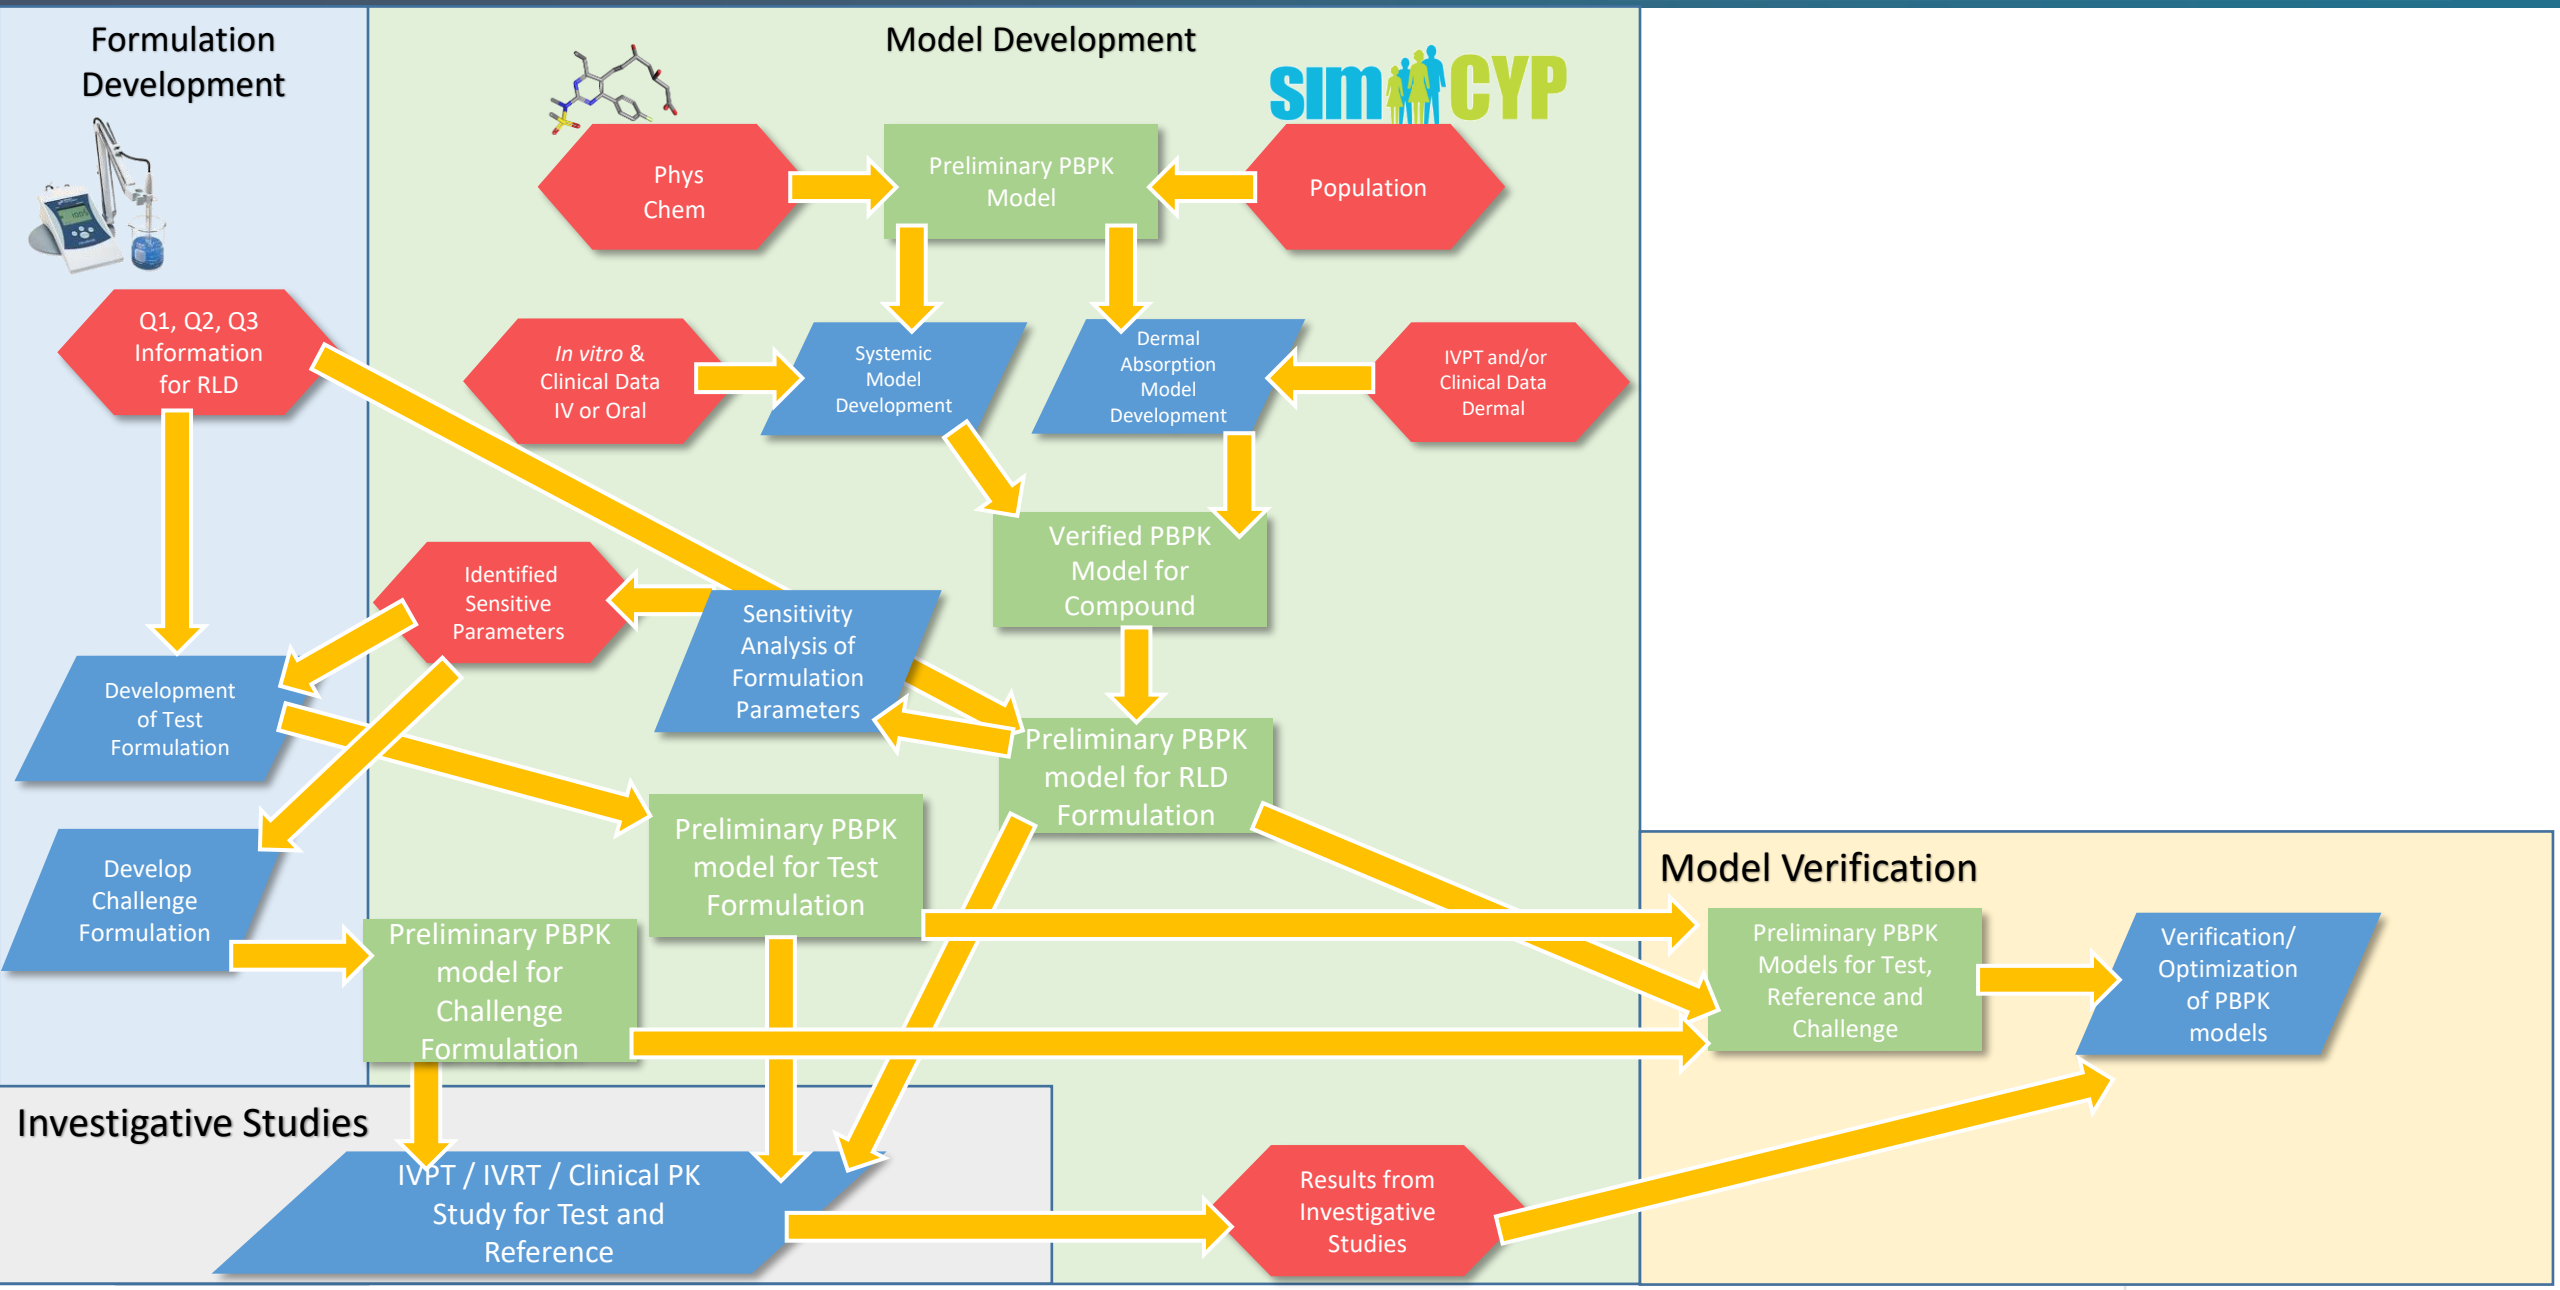 Formulation
Development
Model Development
simCYP
Phys
Chem
Preliminary PBPK
Model
Population
Q1, Q2, Q3
Information
for RLD
In vitro &
Clinical Data
IV or Oral
Systemic
Model
Development
Dermal
Absorption
Model
Development
IVPT and/or
Clinical Data
Dermal
Verified PBPK
Model for
Compound
Identified
Sensitive
Parameters
Sensitivity
Analysis of
Formulation
Parameters
Development
of Test
Formulation
Preliminary PBPK
model for RLD
Formulation
Preliminary PBPK
model for Test
Formulation
Develop
Challenge
Formulation
Preliminary PBPK
model for
Challenge
Formulation
Model Verification
Preliminary PBPK
Models for Test,
Reference and
Challenge
Verification/
Optimization
of PBPK
models
Investigative Studies
IVPT / IVRT / Clinical PK
Study for Test and
Reference
Results from
Investigative
Studies